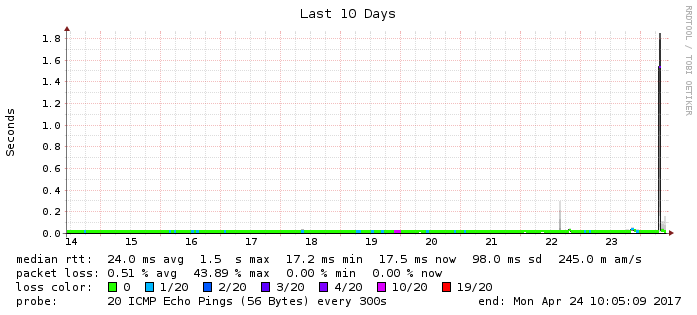 Last 10 Days
RRDTOOL / TOBI OETIKER
Seconds
1.8
1.6
1.4
1.2
1.0
0.8
0.6
0.4
0.2
0.0
14 15 16 17 18 19 20 21 22 23
median rtt: 24.0 ms avg 1.5 s max 17.2 ms min 17.5 ms now 98.0 ms sd 245.0 m am/s
packet loss: 0.51 % avg 43.89 % max 0.00 % min 0.00 % now
loss color: 0 1/20 2/20 3/20 4/20 10/20 19/20
probe: 20 ICMP Echo Pings (56 Bytes) every 300s end: Mon Apr 24 10:05:09 2017